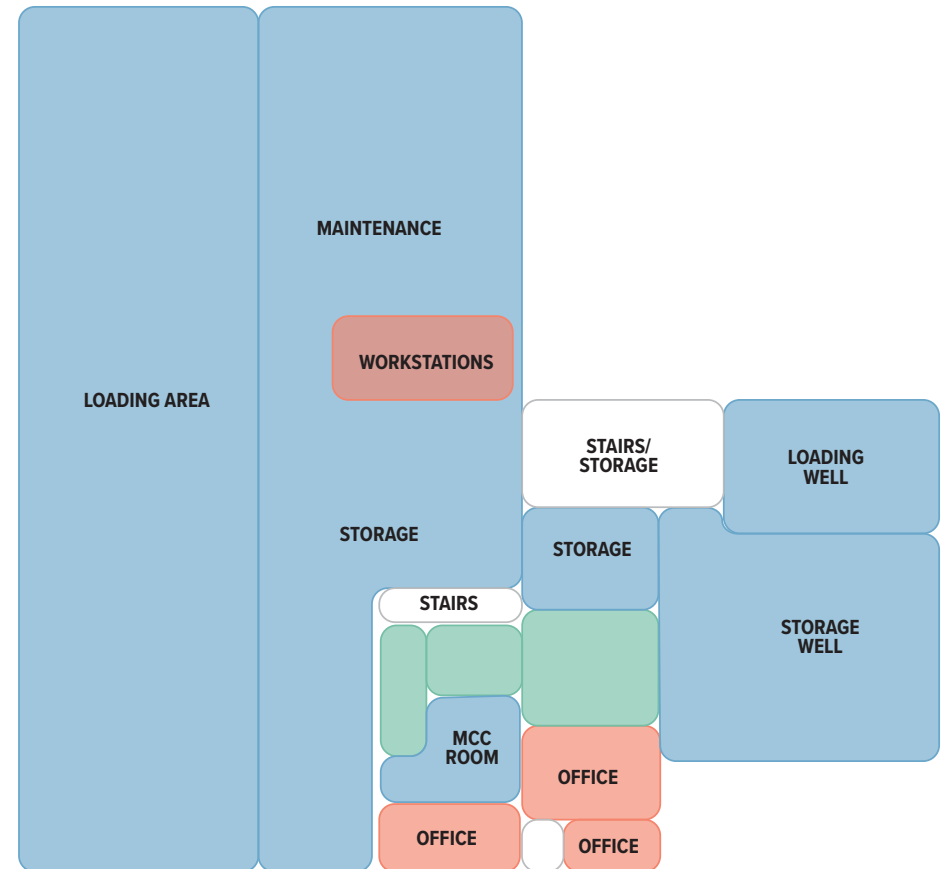 MAINTENANCE
WORKSTATIONS
LOADING AREA
STAIRS/
STORAGE
LOADING
WELL
STORAGE
STORAGE
STAIRS
STORAGE
WELL
MCC
ROOM
OFFICE
OFFICE
OFFICE